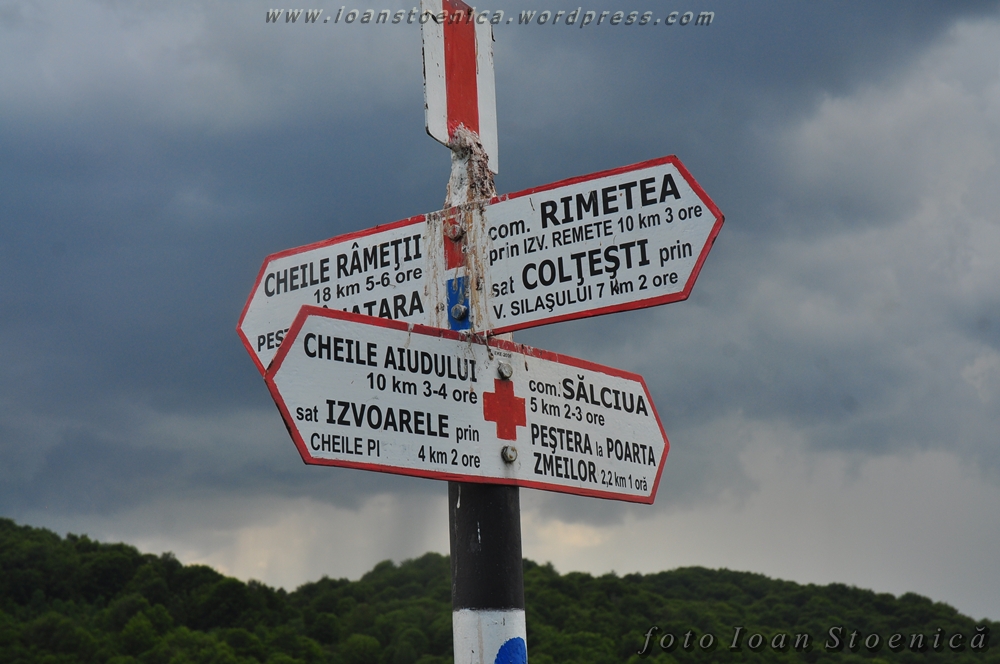 www.ioanstoenica.wordpress.com
CHEILE RÂMEŢII
18 km 5-6 ore
com. RIMETEA
prin IZV. REMETE 10 km 3 ore
sat COLŢEŞTI prin
V. SILAŞULUI 7 km 2 ore
CHEILE AIUDULUI
10 km 3-4 ore
sat IZVOARELE prin
CHEILE PI 4 km 2 ore
com. SĂLCIUA
5 km 2-3 ore
PEŞTERA la POARTA
ZMEILOR 2,2 km 1 oră
foto Ioan Stoenică